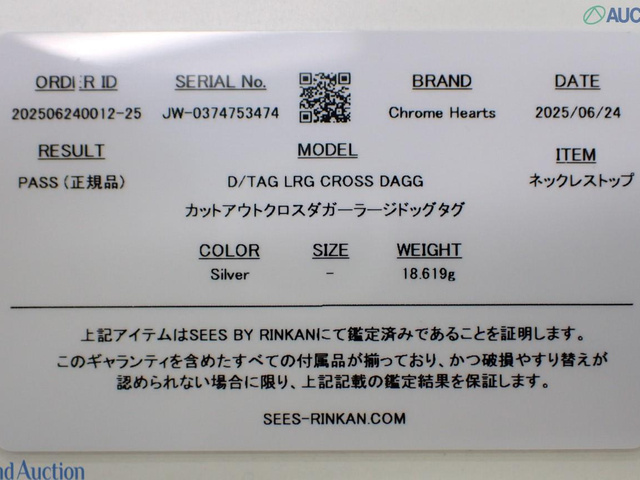 AUC
ORDER ID SERIAL No. BRAND DATE
202506240012-25 JW-0374753474 Chrome Hearts 2025/06/24
RESULT MODEL ITEM
PASS（正規品） D/TAG LRG CROSS DAGG ネックレストップ
カットアウトクロスダガーラージドッグタグ
COLOR SIZE WEIGHT
Silver - 18.619g
上記アイテムはSEES BY RINKANにて鑑定済みであることを証明します。
このギャランティを含めたすべての付属品が揃っており、かつ破損やすり替えが
認められない場合に限り、上記記載の鑑定結果を保証します。
SEES-RINKAN.COM
nd Auction